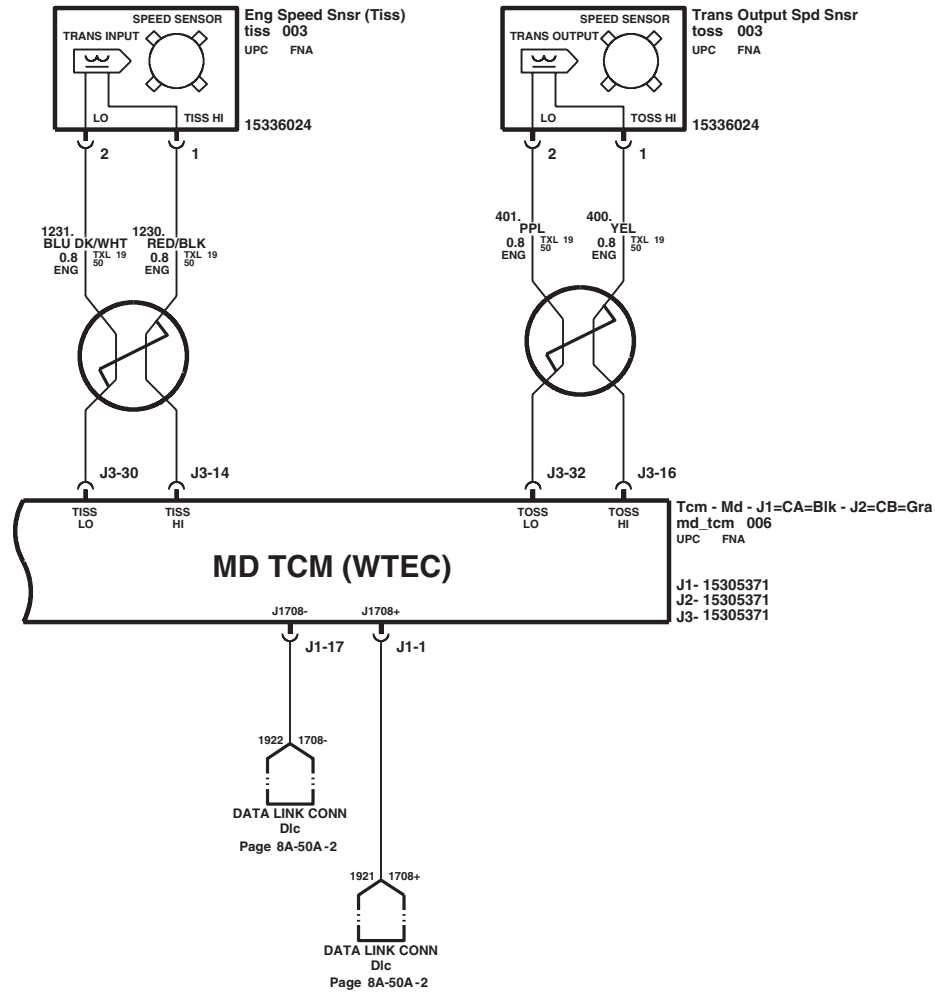 SPEED SENSOR
TRANS INPUT
LO
TISS HI
Eng Speed Snsr (Tiss)
tiss 003
UPC FNA
15336024
2
1
SPEED SENSOR
TRANS OUTPUT
LO
TOSS HI
Trans Output Spd Snsr
toss 003
UPC FNA
15336024
2
1
1231.
BLU DK/WHT
0.8
TXL 19
50
ENG
1230.
RED/BLK
0.8
TXL 19
50
ENG
401.
PPL
0.8
TXL 19
50
ENG
400.
YEL
0.8
TXL 19
50
ENG
J3-30
J3-14
J3-32
J3-16
TISS
LO
TISS
HI
TOSS
LO
TOSS
HI
MD TCM (WTEC)
Tcm - Md - J1=CA=Blk - J2=CB=Gra
md_tcm 006
UPC FNA
J1- 15305371
J2- 15305371
J3- 15305371
J1708-
J1708+
J1-17
J1-1
1922 1708-
DATA LINK CONN
Dlc
Page 8A-50A-2
1921 1708+
DATA LINK CONN
Dlc
Page 8A-50A-2